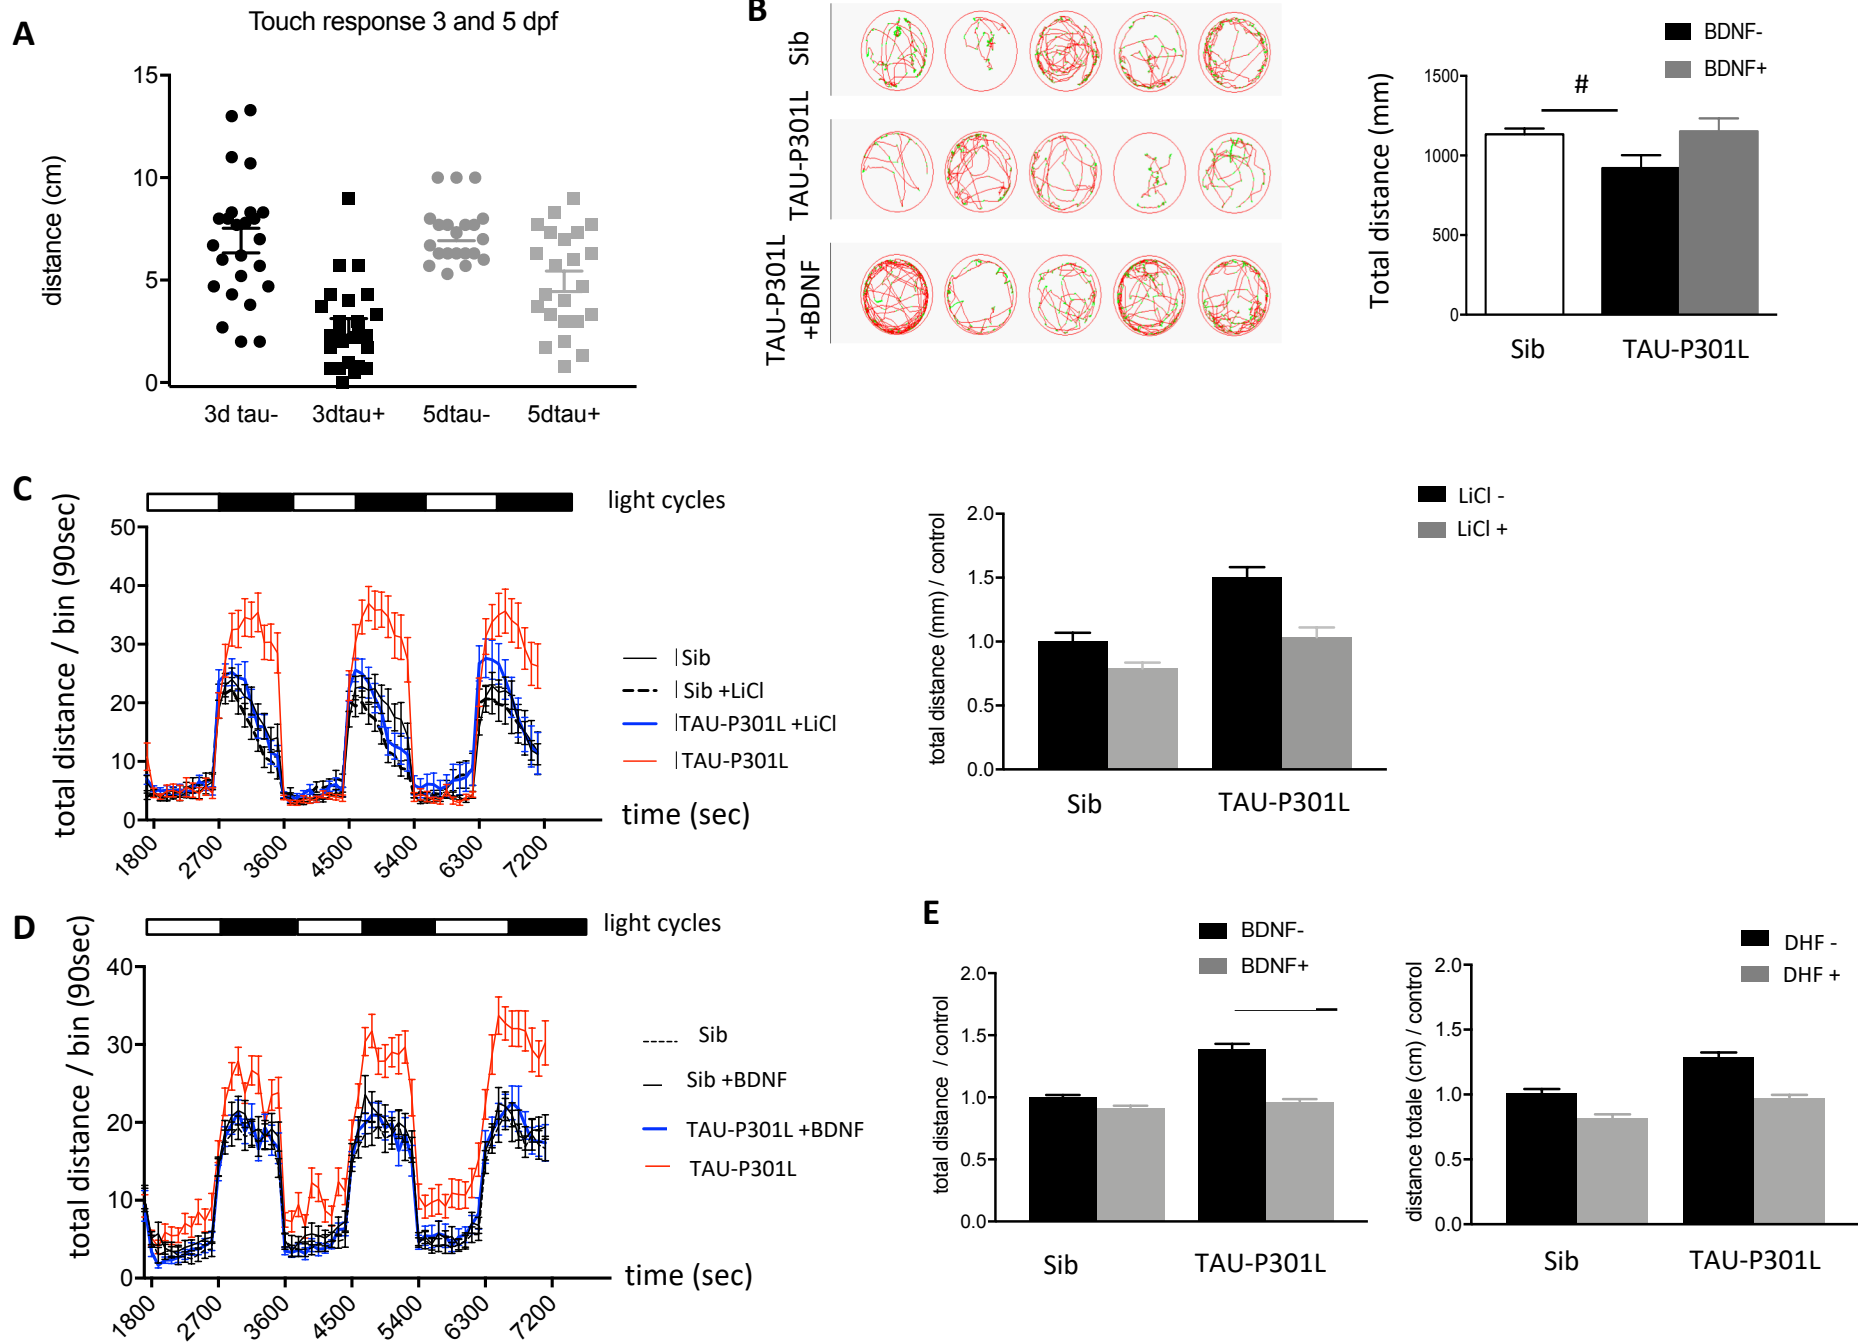 A
Touch response 3 and 5 dpf
distance (cm)
15
10
5
0
3d tau-
3dtau+
5dtau-
5dtau+
B
Sib
TAU-P301L
TAU-P301L
+BDNF
BDNF-
BDNF+
Total distance (mm)
1500
1000
500
0
#
Sib
TAU-P301L
C
light cycles
total distance / bin (90sec)
50
40
30
20
10
0
1800
2700
3600
4500
5400
6300
7200
time (sec)
Sib
Sib +LiCl
TAU-P301L +LiCl
TAU-P301L
LiCl -
LiCl +
total distance (mm) / control
2.0
1.5
1.0
0.5
0.0
Sib
TAU-P301L
D
light cycles
total distance / bin (90sec)
40
30
20
10
0
1800
2700
3600
4500
5400
6300
7200
time (sec)
Sib
Sib +BDNF
TAU-P301L +BDNF
TAU-P301L
E
BDNF-
BDNF+
total distance / control
2.0
1.5
1.0
0.5
0.0
Sib
TAU-P301L
DHF -
DHF +
distance totale (cm) / control
2.0
1.5
1.0
0.5
0.0
Sib
TAU-P301L